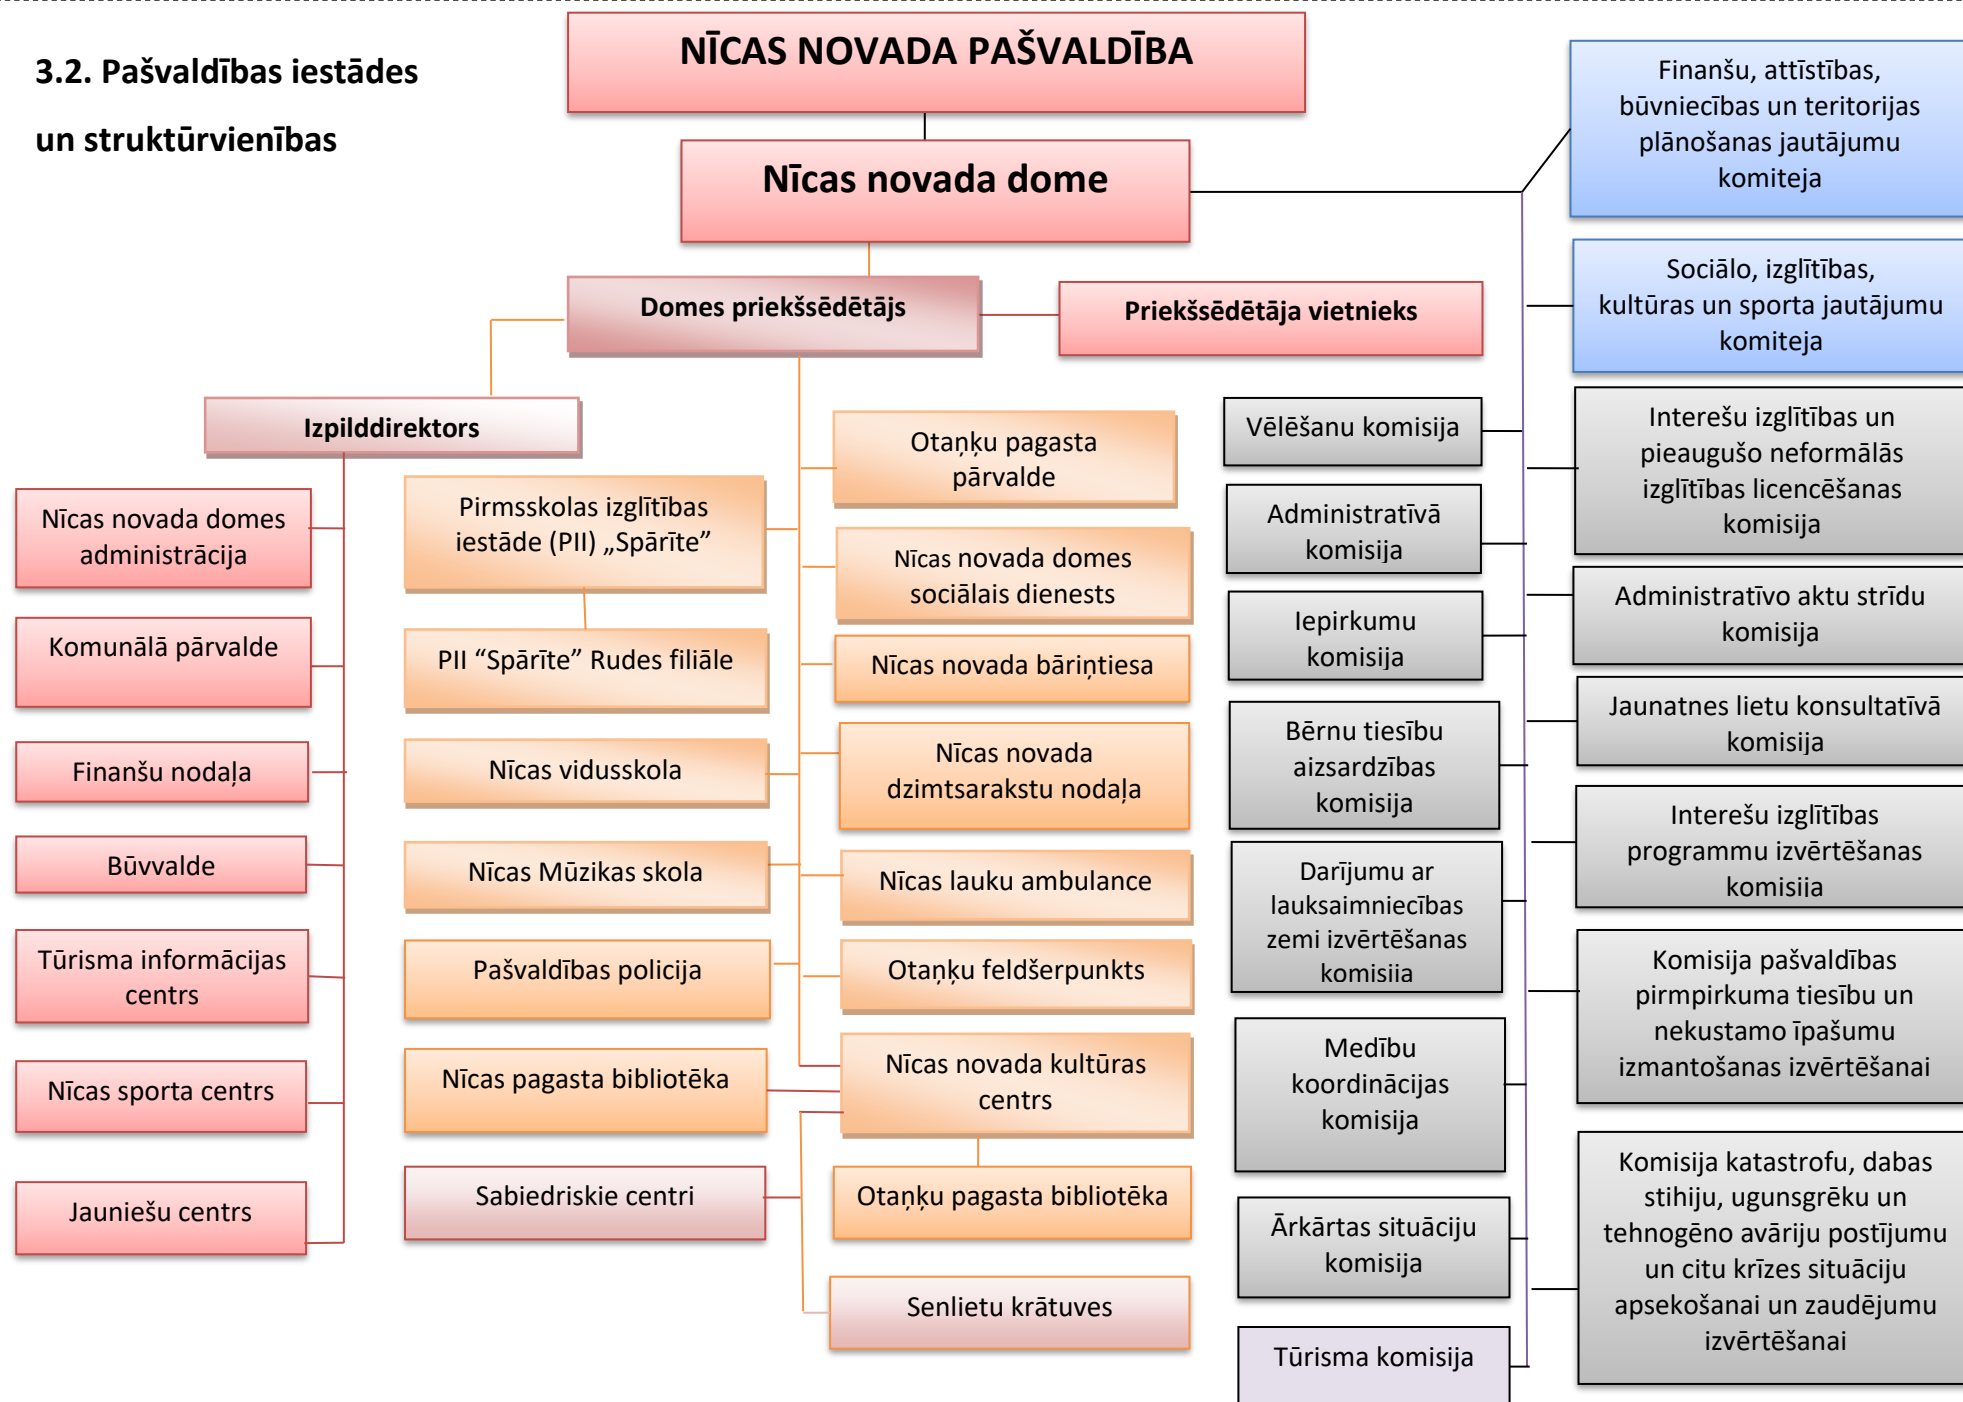 3.2. Pašvaldības iestādes
un struktūrvienības
NĪCAS NOVADA PAŠVALDĪBA
Nīcas novada dome
Domes priekšsēdētājs
Priekšsēdētāja vietnieks
Izpilddirektors
Nīcas novada domes
administrācija
Komunālā pārvalde
Finanšu nodaļa
Būvvalde
Tūrisma informācijas
centrs
Nīcas sporta centrs
Jauniešu centrs
Pirmsskolas izglītības
iestāde (PII) „Spārīte”
PII “Spārīte” Rudes filiāle
Nīcas vidusskola
Nīcas Mūzikas skola
Pašvaldības policija
Nīcas pagasta bibliotēka
Sabiedriskie centri
Otaņķu pagasta
pārvalde
Nīcas novada domes
sociālais dienests
Nīcas novada bāriņtiesa
Nīcas novada
dzimtsarakstu nodaļa
Nīcas lauku ambulance
Otaņķu feldšerpunkts
Nīcas novada kultūras
centrs
Otaņķu pagasta bibliotēka
Senlietu krātuves
Vēlēšanu komisija
Administratīvā
komisija
Iepirkumu
komisija
Bērnu tiesību
aizsardzības
komisija
Darījumu ar
lauksaimniecības
zemi izvērtēšanas
komisija
Medību
koordinācijas
komisija
Ārkārtas situāciju
komisija
Tūrisma komisija
Finanšu, attīstības,
būvniecības un teritorijas
plānošanas jautājumu
komiteja
Sociālo, izglītības,
kultūras un sporta jautājumu
komiteja
Interešu izglītības un
pieaugušo neformālās
izglītības licencēšanas
komisija
Administratīvo aktu strīdu
komisija
Jaunatnes lietu konsultatīvā
komisija
Interešu izglītības
programmu izvērtēšanas
komisija
Komisija pašvaldības
pirmpirkuma tiesību un
nekustamo īpašumu
izmantošanas izvērtēšanai
Komisija katastrofu, dabas
stihiju, ugunsgrēku un
tehnogēno avāriju postījumu
un citu krīzes situāciju
apsekošanai un zaudējumu
izvērtēšanai